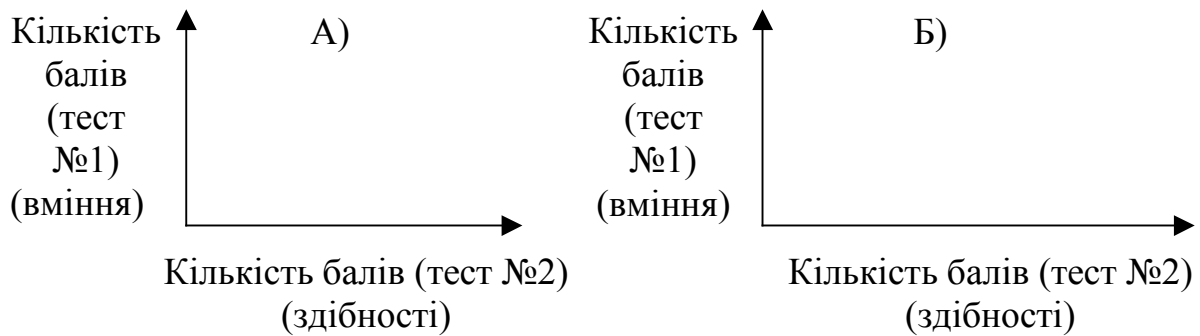 Кількість
балів
(тест
№1)
(вміння)
А)
Кількість балів (тест №2)
(здібності)
Кількість
балів
(тест
№1)
(вміння)
Б)
Кількість балів (тест №2)
(здібності)